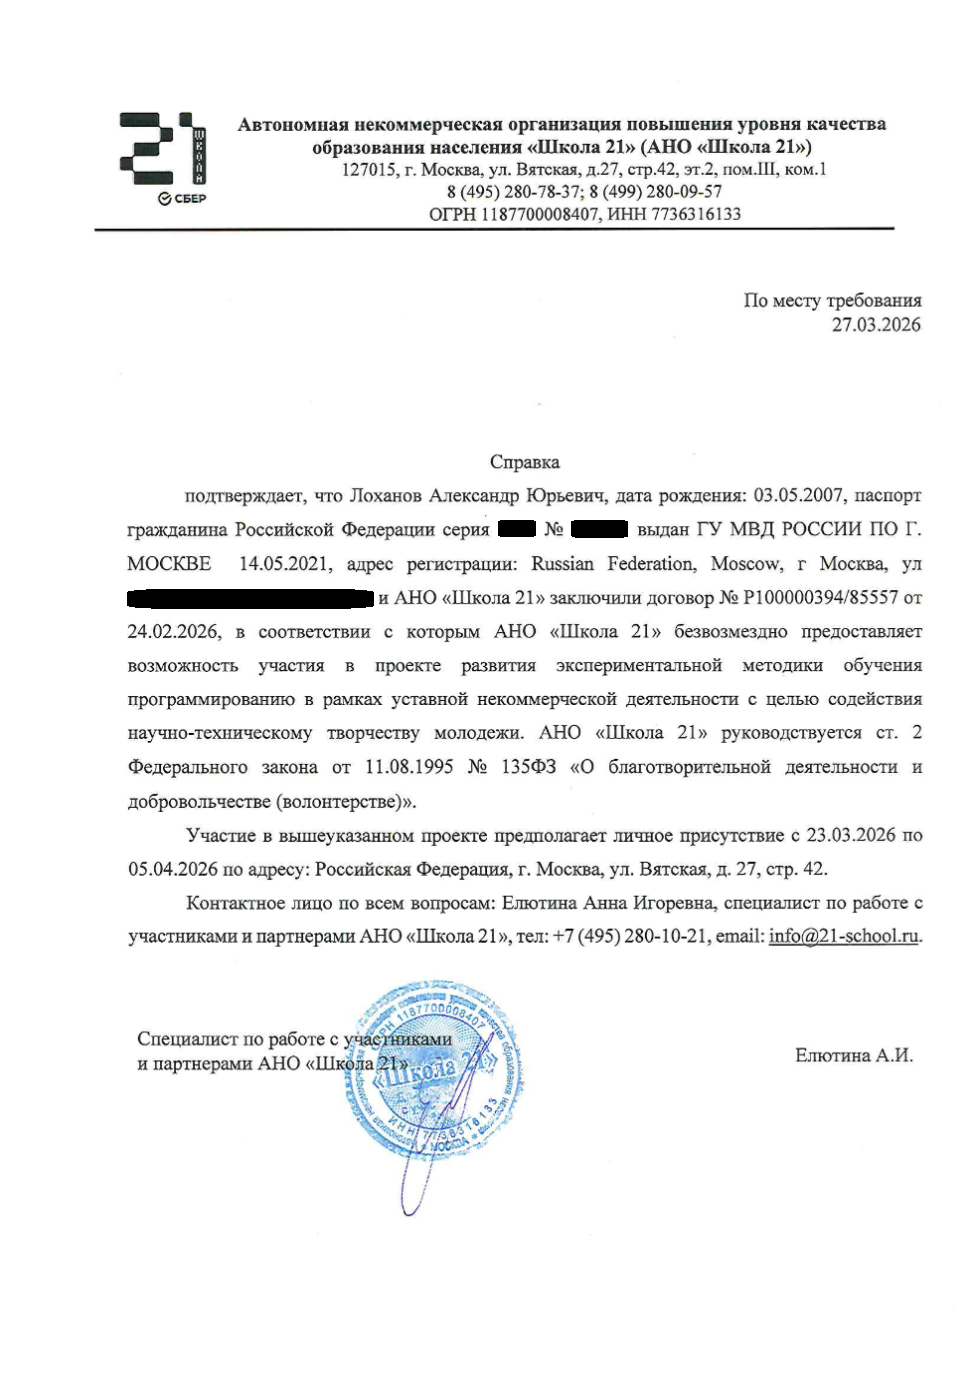 ШКОЛА
СБЕР
Автономная некоммерческая организация повышения уровня качества
образования населения «Школа 21» (АНО «Школа 21»)
127015, г. Москва, ул. Вятская, д.27, стр.42, эт.2, пом.III, ком.1
8 (495) 280-78-37; 8 (499) 280-09-57
ОГРН 1187700008407, ИНН 7736316133
По месту требования
27.03.2026
Справка
подтверждает, что Лоханов Александр Юрьевич, дата рождения: 03.05.2007, паспорт
гражданина Российской Федерации серия № выдан ГУ МВД РОССИИ ПО Г.
МОСКВЕ 14.05.2021, адрес регистрации: Russian Federation, Moscow, г Москва, ул
и АНО «Школа 21» заключили договор № P100000394/85557 от
24.02.2026, в соответствии с которым АНО «Школа 21» безвозмездно предоставляет
возможность участия в проекте развития экспериментальной методики обучения
программированию в рамках уставной некоммерческой деятельности с целью содействия
научно-техническому творчеству молодежи. АНО «Школа 21» руководствуется ст. 2
Федерального закона от 11.08.1995 № 135ФЗ «О благотворительной деятельности и
добровольчестве (волонтерстве)».
Участие в вышеуказанном проекте предполагает личное присутствие с 23.03.2026 по
05.04.2026 по адресу: Российская Федерация, г. Москва, ул. Вятская, д. 27, стр. 42.
Контактное лицо по всем вопросам: Елютина Анна Игоревна, специалист по работе с
участниками и партнерами АНО «Школа 21», тел: +7 (495) 280-10-21, email: info@21-school.ru.
Специалист по работе с участниками
и партнерами АНО «Школа 21»
Елютина А.И.
ОГРН 1187700008407
«Школа 21»
ИНН 7736316133
МОСКВА